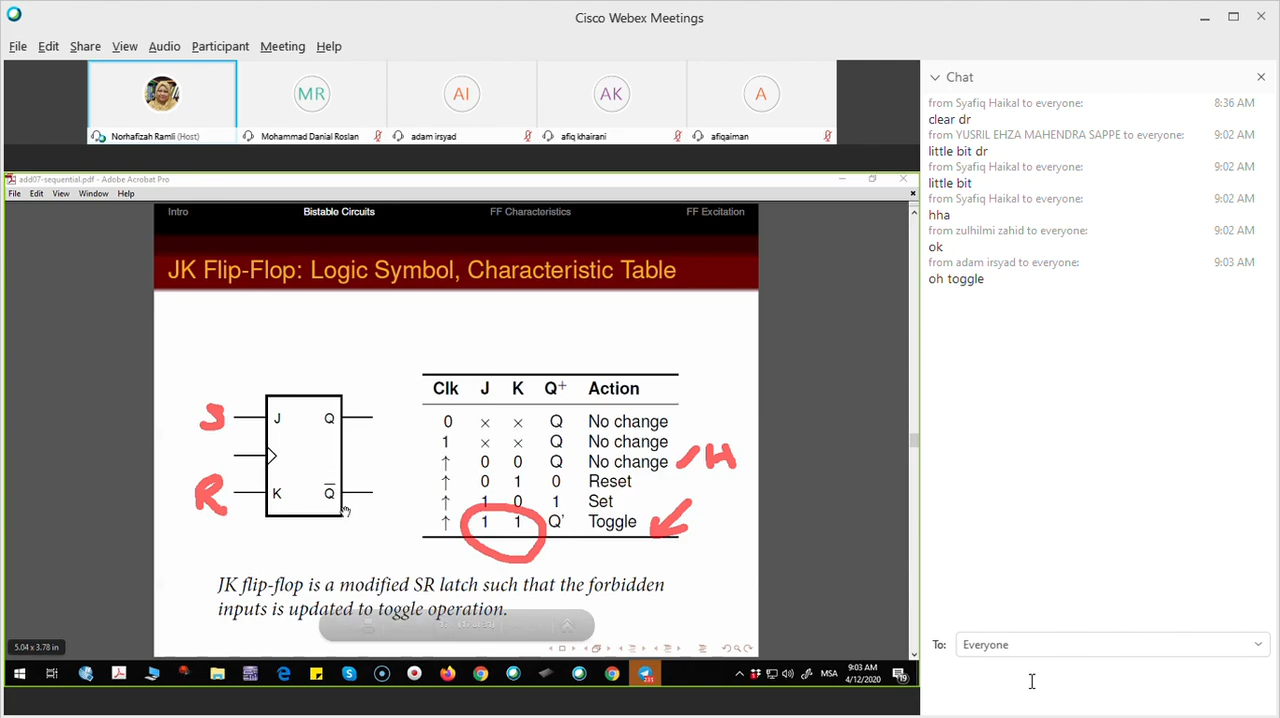 Cisco Webex Meetings
File Edit Share View Audio Participant Meeting Help
MR AI AK A
Norhafizah Ramli (Host) Mohammad Danial Roslan adam irsyad afiq khairani afiqaiman
add07-sequential.pdf - Adobe Acrobat Pro
File Edit View Window Help
Intro Bistable Circuits FF Characteristics FF Excitation
JK Flip-Flop: Logic Symbol, Characteristic Table
S
R
J Q
K Q̅
Clk J K Q⁺ Action
0 × × Q No change
1 × × Q No change
↑ 0 0 Q No change / H
↑ 0 1 0 Reset
↑ 1 0 1 Set
↑ 1 1 Q' Toggle
JK flip-flop is a modified SR latch such that the forbidden
inputs is updated to toggle operation.
5.04 x 3.78 in
231
MSA
9:03 AM
4/12/2020
19
Chat
from Syafiq Haikal to everyone: 8:36 AM
clear dr
from YUSRIL EHZA MAHENDRA SAPPE to everyone: 9:02 AM
little bit dr
from Syafiq Haikal to everyone: 9:02 AM
little bit
from Syafiq Haikal to everyone: 9:02 AM
hha
from zulhilmi zahid to everyone: 9:02 AM
ok
from adam irsyad to everyone: 9:03 AM
oh toggle
To: Everyone